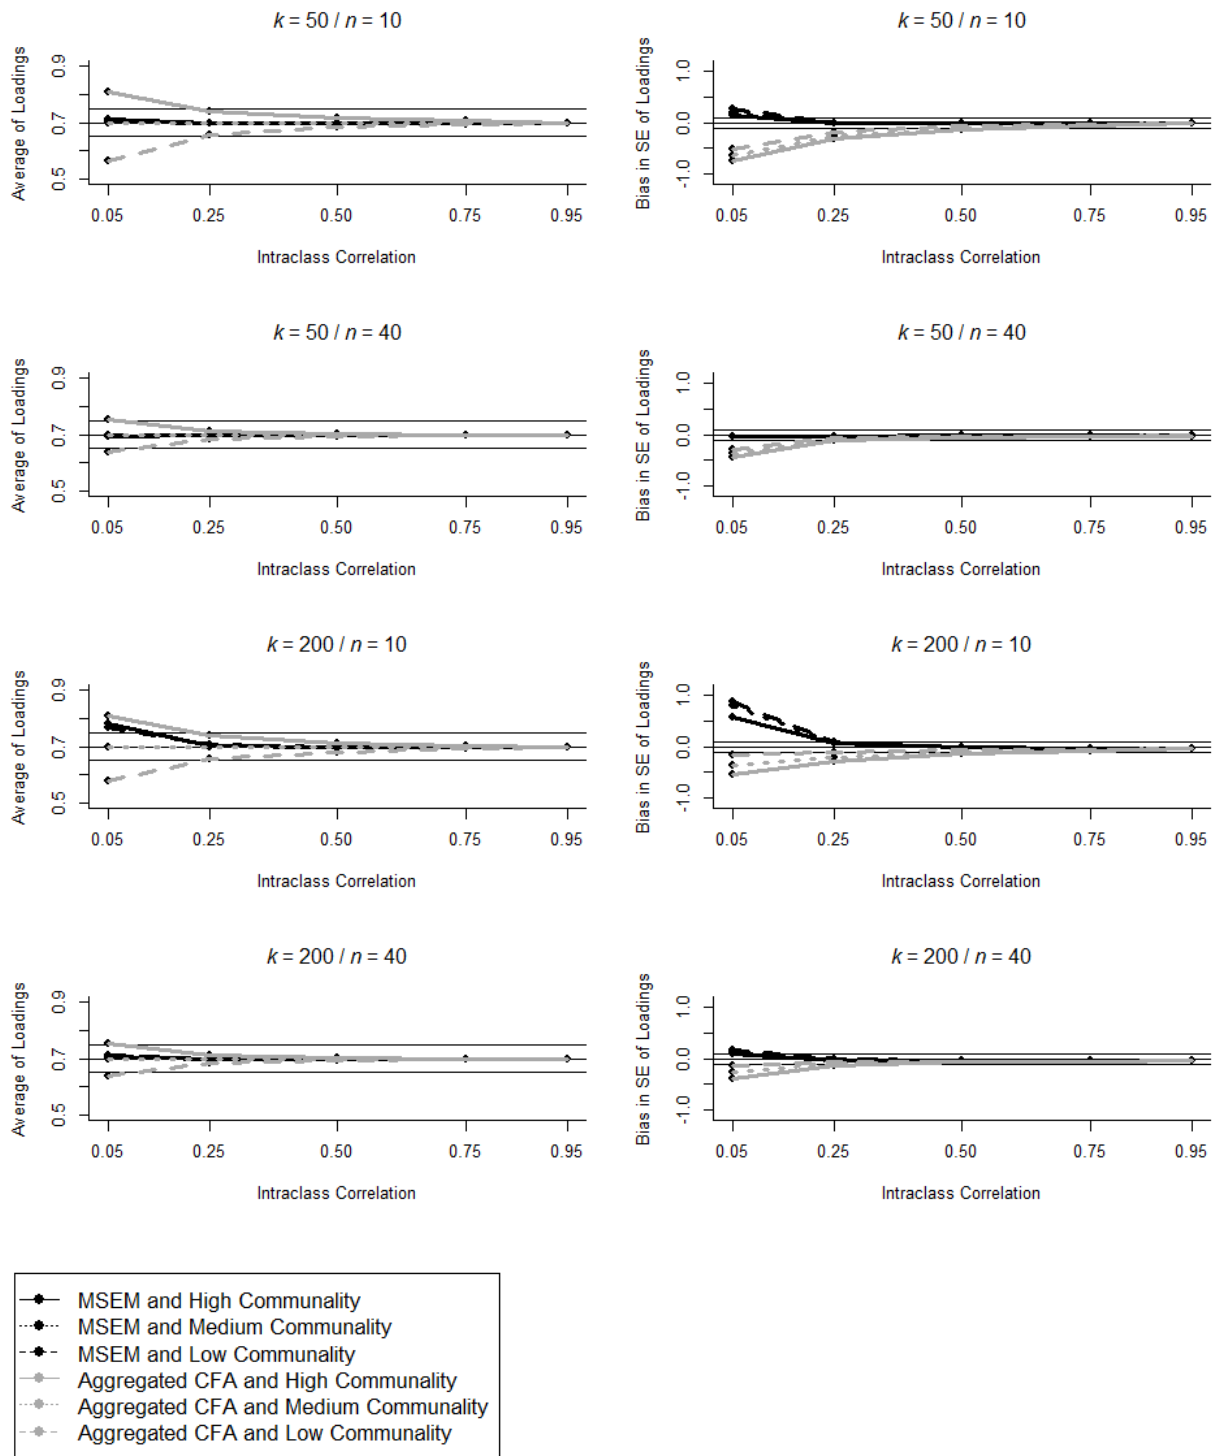 k = 50 / n = 10
Average of Loadings
0.9
0.7
0.5
0.05 0.25 0.50 0.75 0.95
Intraclass Correlation
k = 50 / n = 10
Bias in SE of Loadings
1.0
0.0
-1.0
0.05 0.25 0.50 0.75 0.95
Intraclass Correlation
k = 50 / n = 40
Average of Loadings
0.9
0.7
0.5
0.05 0.25 0.50 0.75 0.95
Intraclass Correlation
k = 50 / n = 40
Bias in SE of Loadings
1.0
0.0
-1.0
0.05 0.25 0.50 0.75 0.95
Intraclass Correlation
k = 200 / n = 10
Average of Loadings
0.9
0.7
0.5
0.05 0.25 0.50 0.75 0.95
Intraclass Correlation
k = 200 / n = 10
Bias in SE of Loadings
1.0
0.0
-1.0
0.05 0.25 0.50 0.75 0.95
Intraclass Correlation
k = 200 / n = 40
Average of Loadings
0.9
0.7
0.5
0.05 0.25 0.50 0.75 0.95
Intraclass Correlation
k = 200 / n = 40
Bias in SE of Loadings
1.0
0.0
-1.0
0.05 0.25 0.50 0.75 0.95
Intraclass Correlation
MSEM and High Communality
MSEM and Medium Communality
MSEM and Low Communality
Aggregated CFA and High Communality
Aggregated CFA and Medium Communality
Aggregated CFA and Low Communality